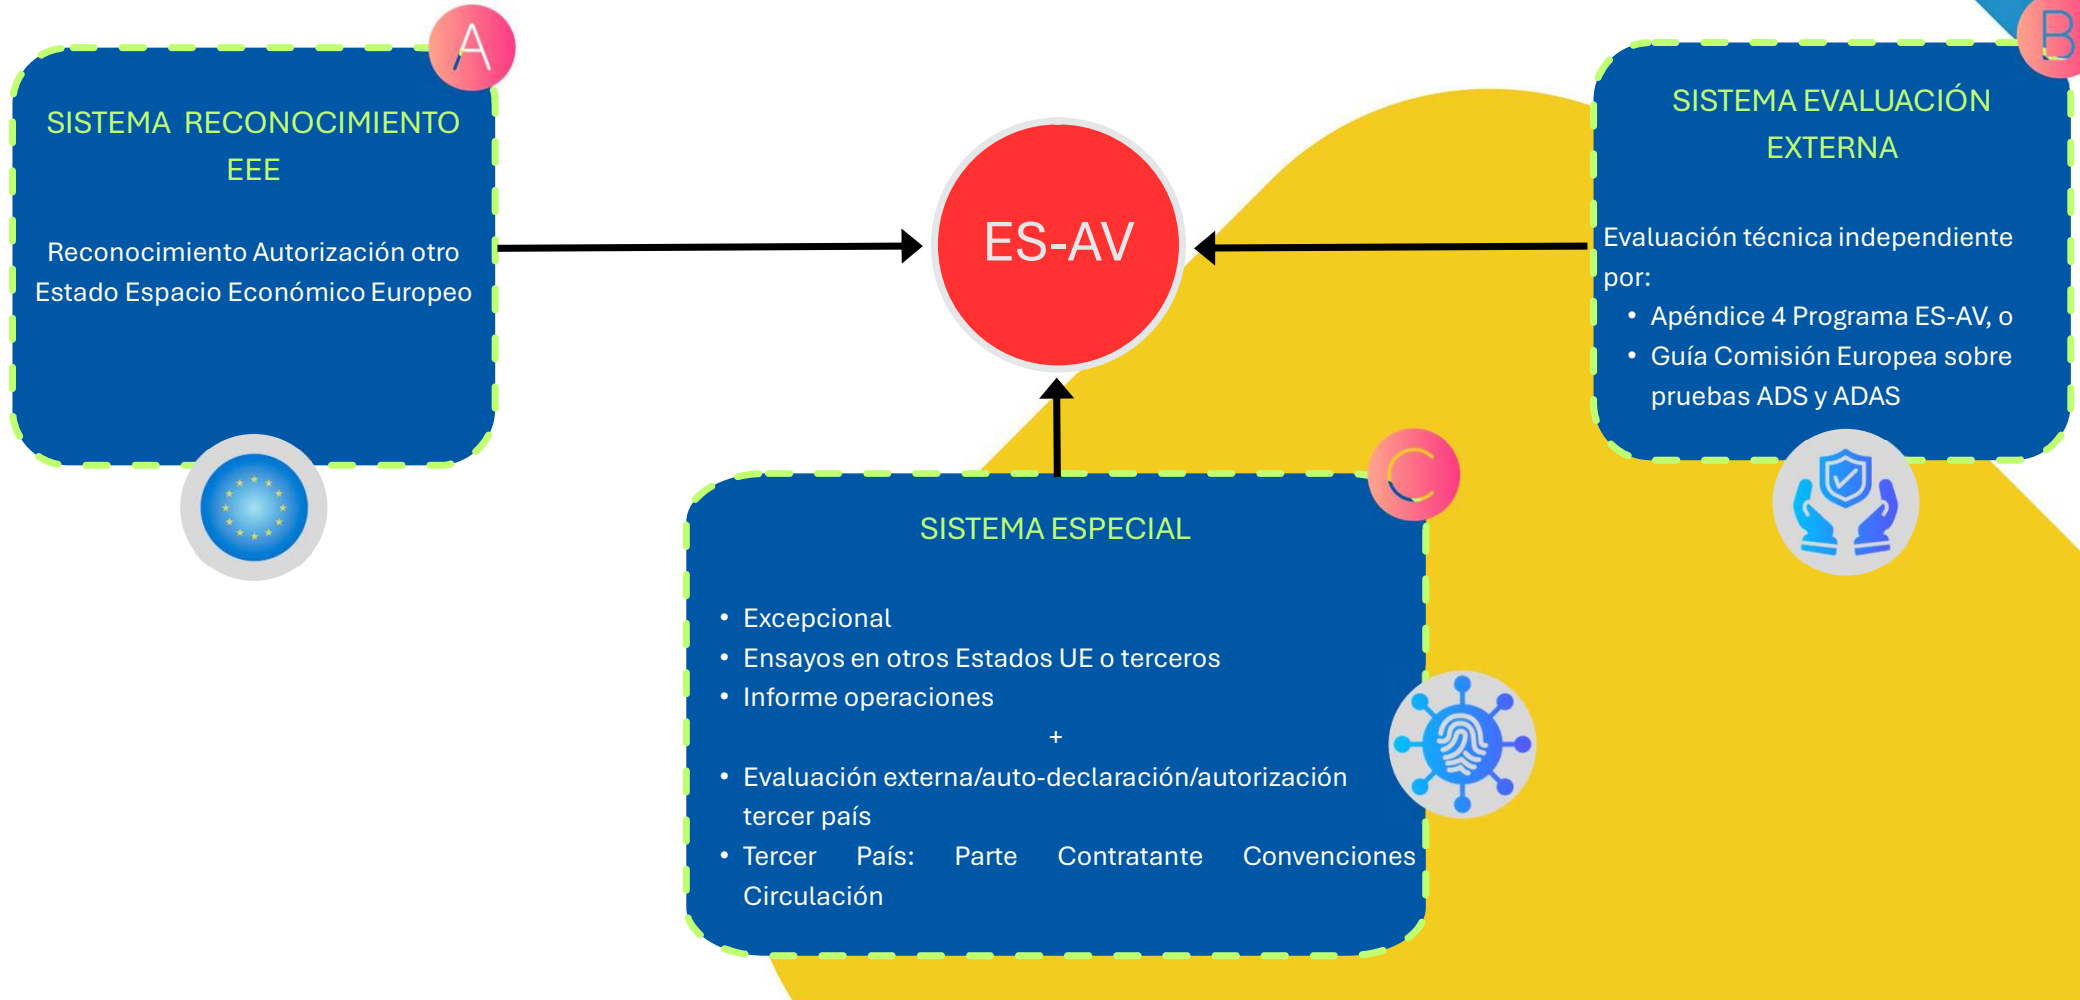 A
SISTEMA RECONOCIMIENTO
EEE
Reconocimiento Autorización otro
Estado Espacio Económico Europeo
ES-AV
B
SISTEMA EVALUACIÓN
EXTERNA
Evaluación técnica independiente
por:
• Apéndice 4 Programa ES-AV, o
• Guía Comisión Europea sobre
pruebas ADS y ADAS
C
SISTEMA ESPECIAL
• Excepcional
• Ensayos en otros Estados UE o terceros
• Informe operaciones
+
• Evaluación externa/auto-declaración/autorización
tercer país
• Tercer País: Parte Contratante Convenciones
Circulación